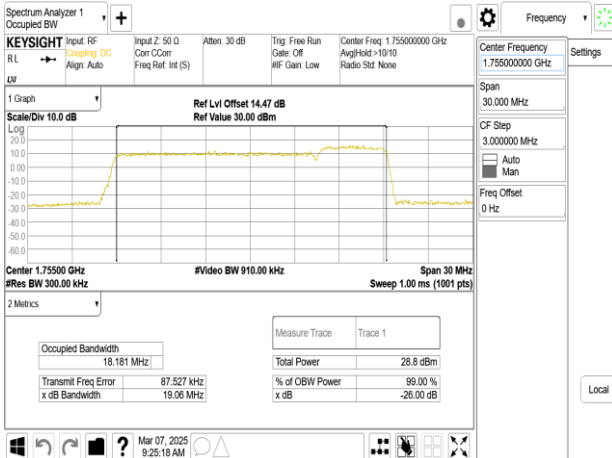 Spectrum Analyzer 1
Occupied BW
Frequency
KEYSIGHT
RL
LXI
Input: RF
Coupling: DC
Align: Auto
Input Z: 50 Ω
Corr CCorr
Freq Ref: Int (S)
Atten: 30 dB
Trig: Free Run
Gate: Off
#IF Gain: Low
Center Freq: 1.755000000 GHz
Avg|Hold:>10/10
Radio Std: None
Center Frequency
1.755000000 GHz
Settings
Span
30.000 MHz
CF Step
3.000000 MHz
Auto
Man
Freq Offset
0 Hz
Local
1 Graph
Scale/Div 10.0 dB
Ref Lvl Offset 14.47 dB
Ref Value 30.00 dBm
Log
20.0
10.0
0.00
-10.0
-20.0
-30.0
-40.0
-50.0
-60.0
Center 1.75500 GHz
#Res BW 300.00 kHz
#Video BW 910.00 kHz
Span 30 MHz
Sweep 1.00 ms (1001 pts)
2 Metrics
Measure Trace Trace 1
Occupied Bandwidth
18.181 MHz
Total Power 28.8 dBm
Transmit Freq Error 87.527 kHz
% of OBW Power 99.00 %
x dB Bandwidth 19.06 MHz
x dB -26.00 dB
?
Mar 07, 2025
9:25:18 AM